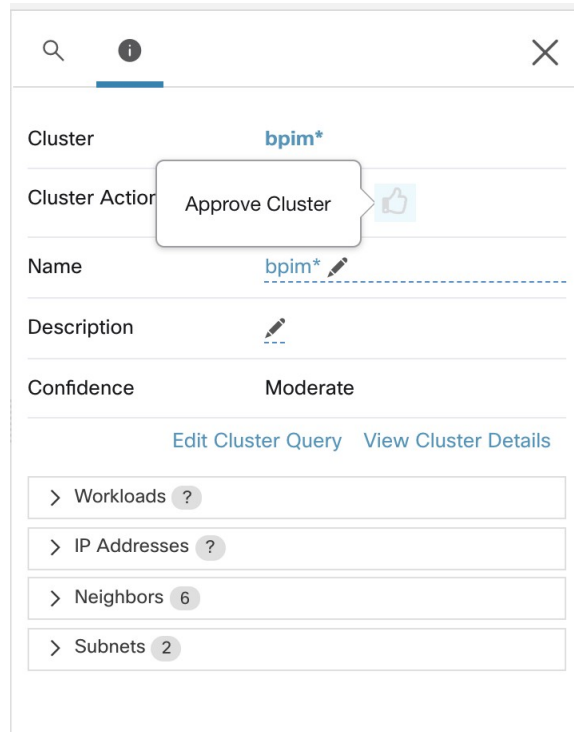 Cluster bpim*
Cluster Action
Approve Cluster
Name bpim*
Description
Confidence Moderate
Edit Cluster Query View Cluster Details
Workloads ?
IP Addresses ?
Neighbors 6
Subnets 2